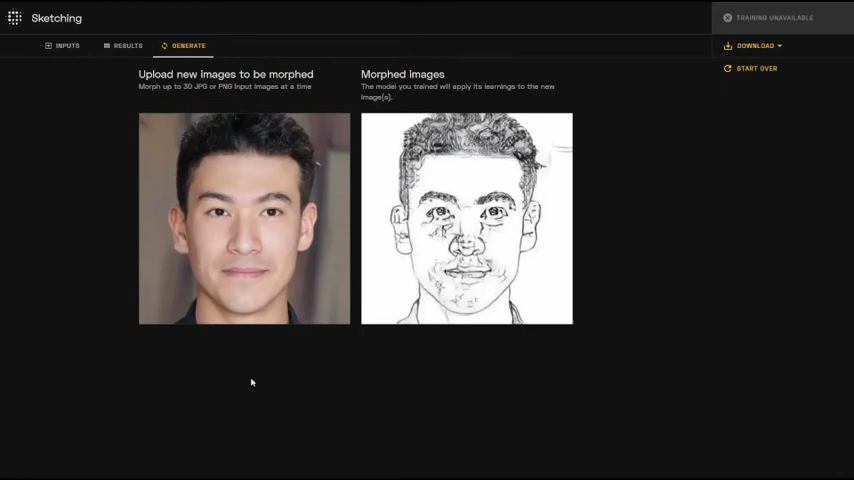 Sketching
TRAINING UNAVAILABLE
INPUTS
RESULTS
GENERATE
DOWNLOAD
START OVER
Upload new images to be morphed
Morph up to 30 JPG or PNG input images at a time
Morphed images
The model you trained will apply its learnings to the new
image(s).